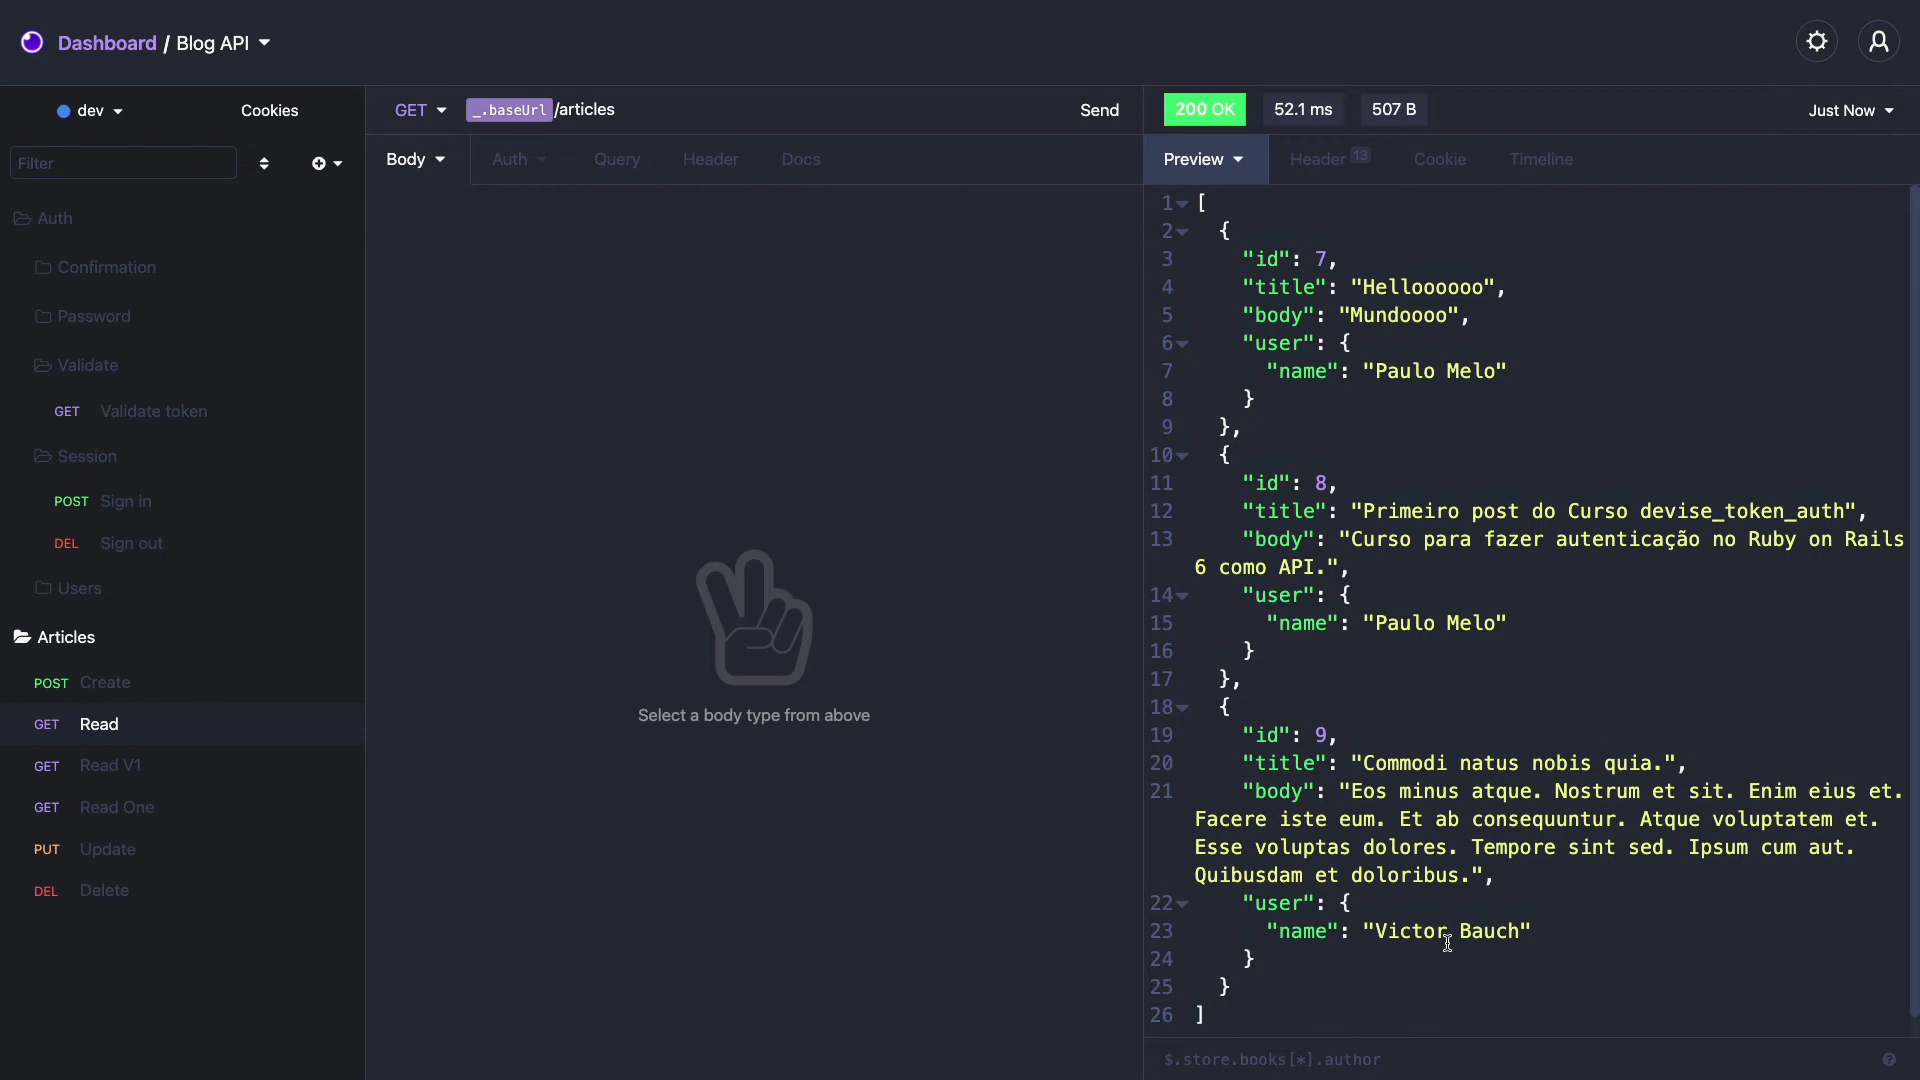 Dashboard / Blog API
dev
Cookies
GET
_.baseUrl /articles
Send
200 OK
52.1 ms
507 B
Just Now
Filter
Body
Auth
Query
Header
Docs
Preview
Header 13
Cookie
Timeline
Auth
Confirmation
Password
Validate
GET Validate token
Session
POST Sign in
DEL Sign out
Users
Articles
POST Create
GET Read
GET Read V1
GET Read One
PUT Update
DEL Delete
Select a body type from above
1 [
2 {
3 "id": 7,
4 "title": "Helloooooo",
5 "body": "Mundoooo",
6 "user": {
7 "name": "Paulo Melo"
8 }
9 },
10 {
11 "id": 8,
12 "title": "Primeiro post do Curso devise_token_auth",
13 "body": "Curso para fazer autenticação no Ruby on Rails
6 como API.",
14 "user": {
15 "name": "Paulo Melo"
16 }
17 },
18 {
19 "id": 9,
20 "title": "Commodi natus nobis quia.",
21 "body": "Eos minus atque. Nostrum et sit. Enim eius et.
Facere iste eum. Et ab consequuntur. Atque voluptatem et.
Esse voluptas dolores. Tempore sint sed. Ipsum cum aut.
Quibusdam et doloribus.",
22 "user": {
23 "name": "Victor Bauch"
24 }
25 }
26 ]
$.store.books[*].author